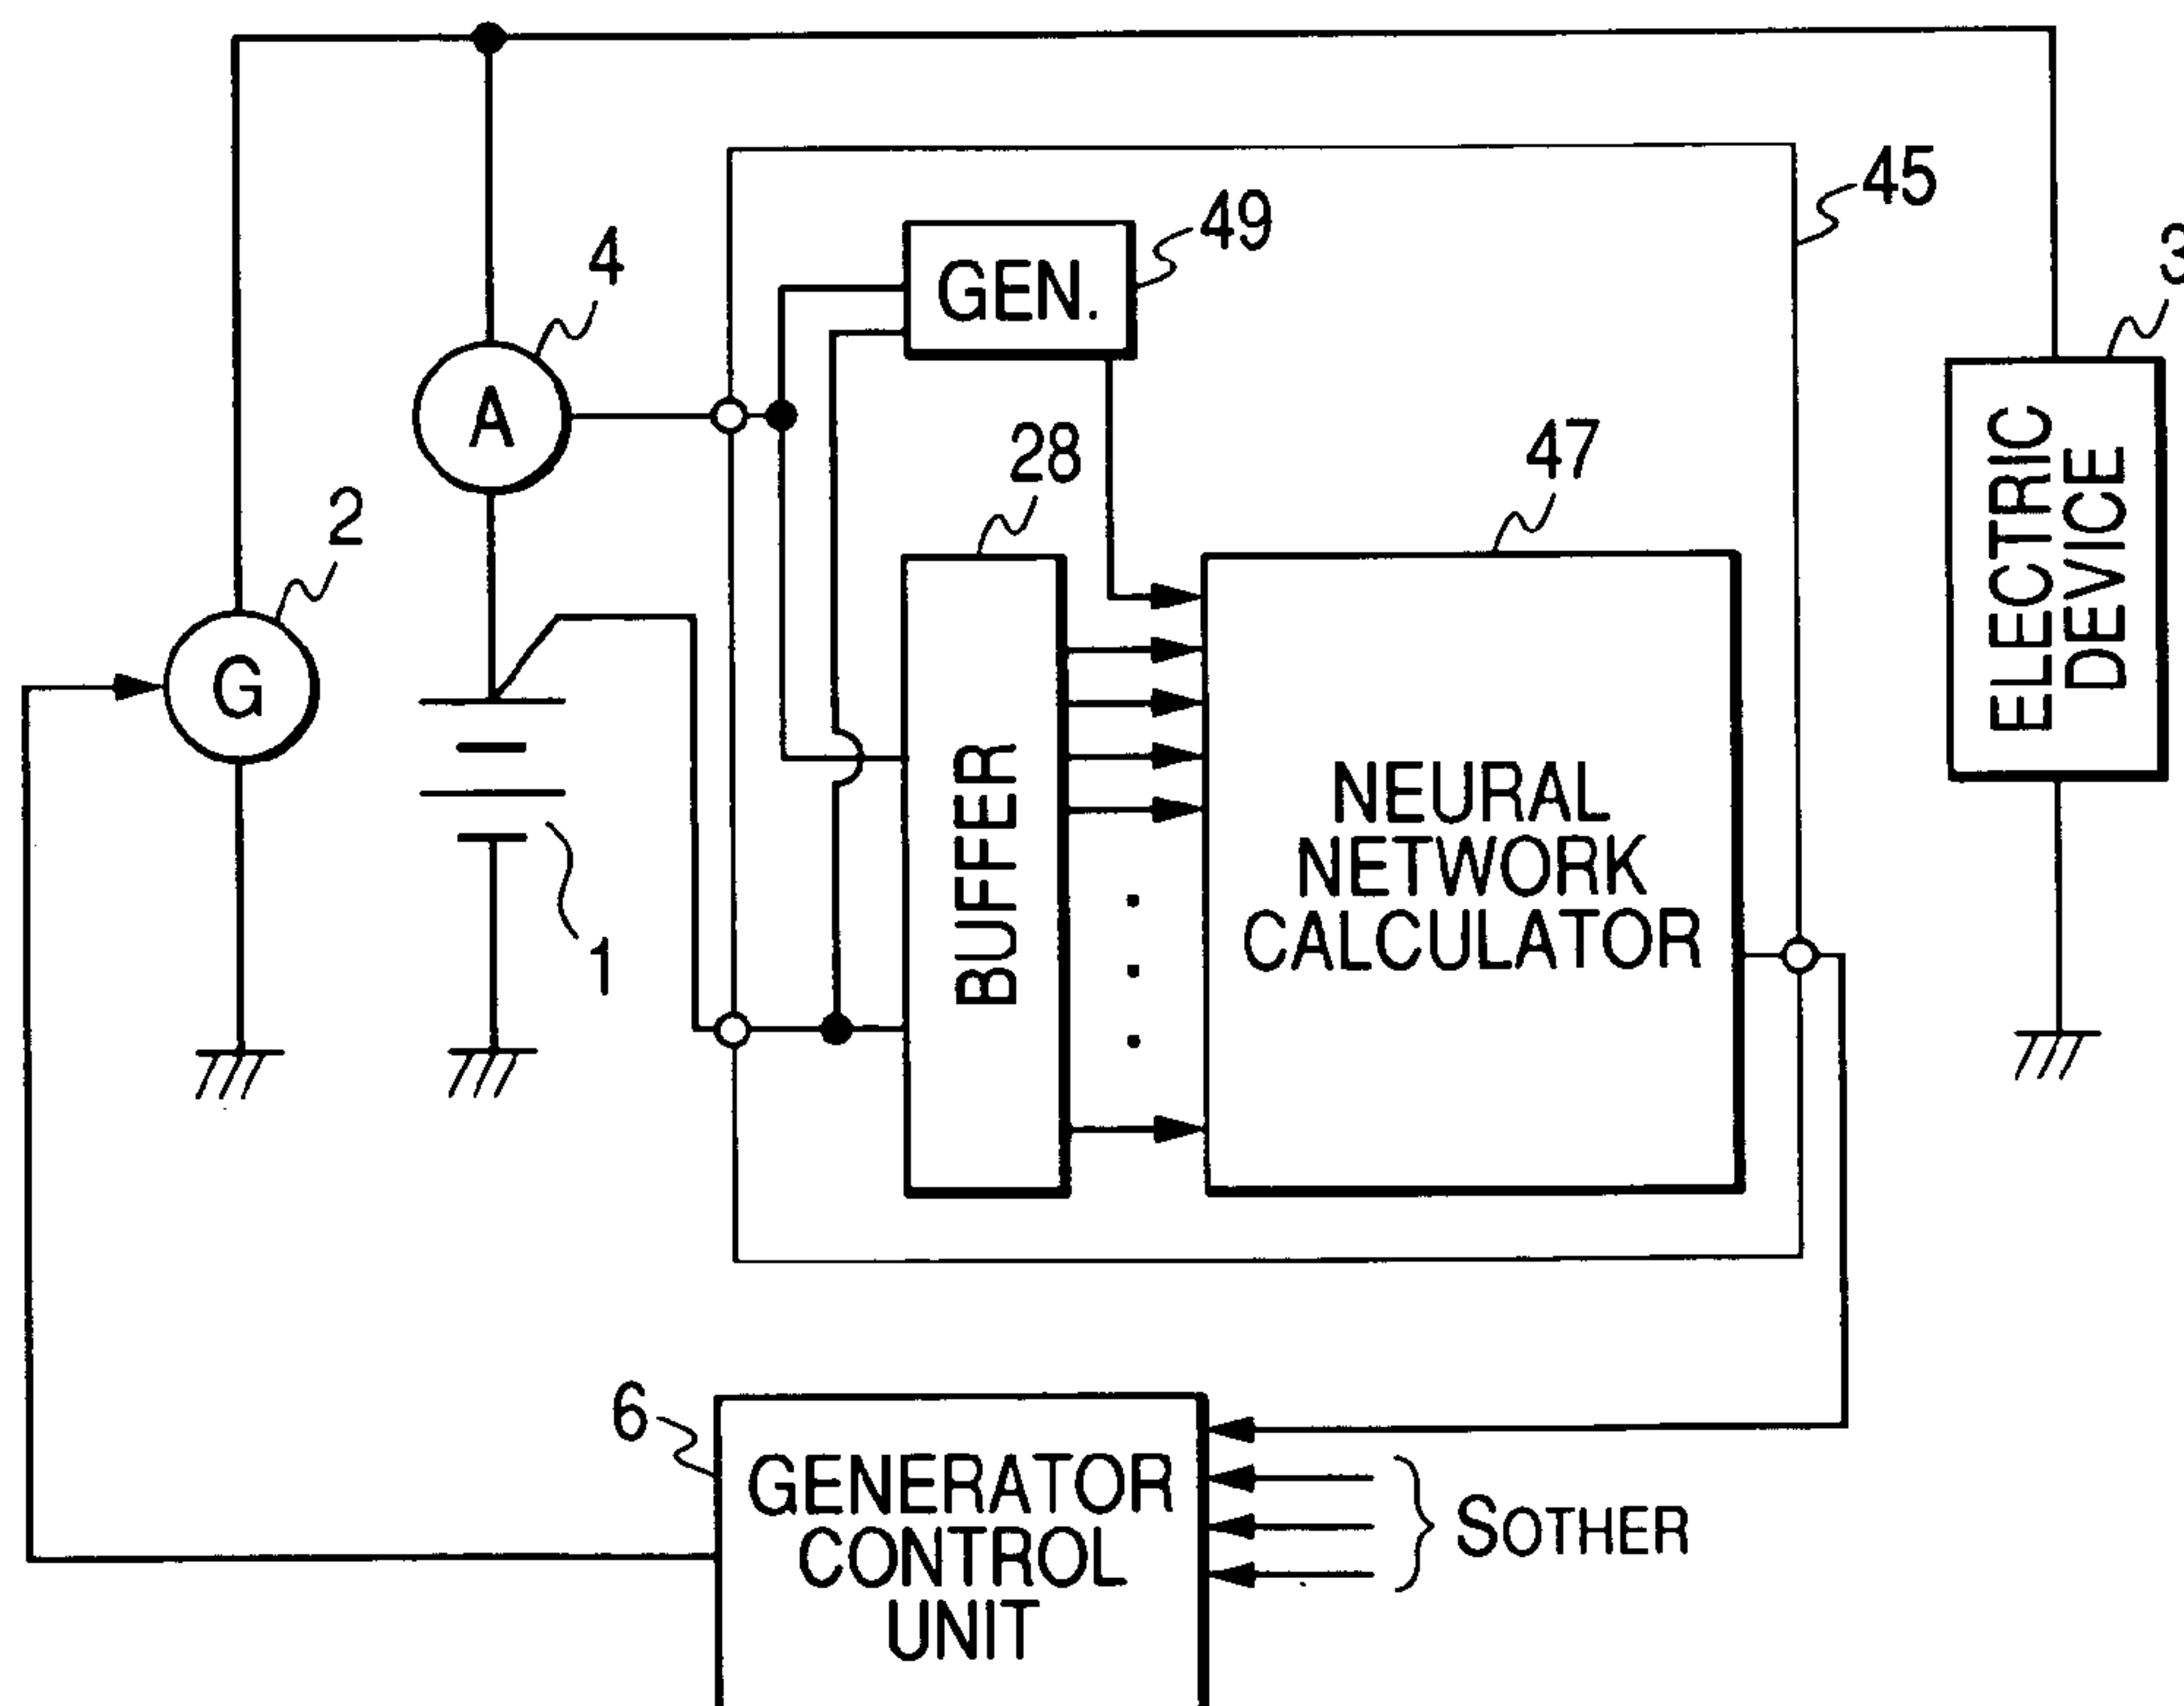 45
49
4
3
GEN.
A
28
47
2
ELECTRIC
DEVICE
G
BUFFER
NEURAL
NETWORK
CALCULATOR
1
6
GENERATOR
CONTROL
UNIT
SOTHER